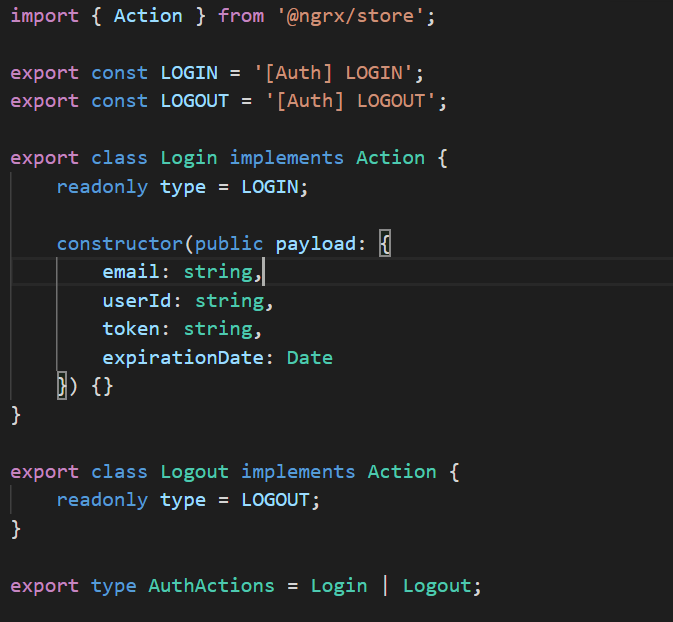 import { Action } from '@ngrx/store';
export const LOGIN = '[Auth] LOGIN';
export const LOGOUT = '[Auth] LOGOUT';
export class Login implements Action {
readonly type = LOGIN;
constructor(public payload: {
email: string,
userId: string,
token: string,
expirationDate: Date
}) {}
}
export class Logout implements Action {
readonly type = LOGOUT;
}
export type AuthActions = Login | Logout;